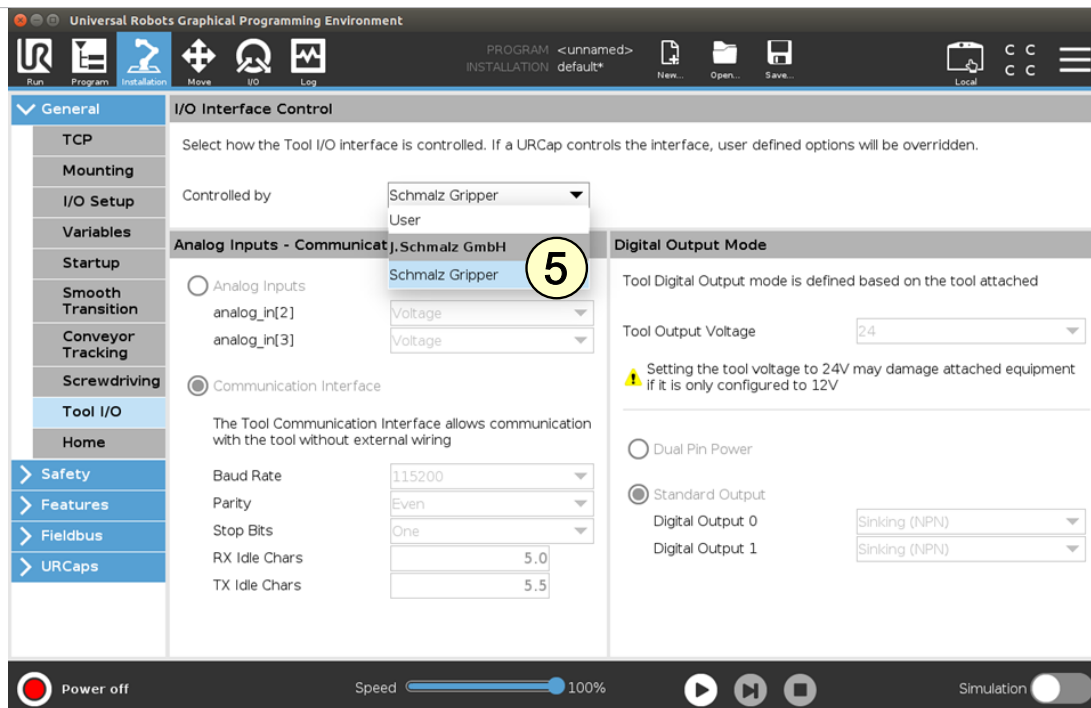 Universal Robots Graphical Programming Environment
PROGRAM <unnamed>
INSTALLATION default*
Run Program Installation Move I/O Log New... Open... Save... Local
C C
C C
General
TCP
Mounting
I/O Setup
Variables
Startup
Smooth
Transition
Conveyor
Tracking
Screwdriving
Tool I/O
Home
Safety
Features
Fieldbus
URCaps
I/O Interface Control
Select how the Tool I/O interface is controlled. If a URCap controls the interface, user defined options will be overridden.
Controlled by Schmalz Gripper
User
J.Schmalz GmbH
Schmalz Gripper
5
Analog Inputs - Communicat
Analog Inputs
analog_in[2] Voltage
analog_in[3] Voltage
Communication Interface
The Tool Communication Interface allows communication
with the tool without external wiring
Baud Rate 115200
Parity Even
Stop Bits One
RX Idle Chars 5.0
TX Idle Chars 5.5
Digital Output Mode
Tool Digital Output mode is defined based on the tool attached
Tool Output Voltage 24
Setting the tool voltage to 24V may damage attached equipment
if it is only configured to 12V
Dual Pin Power
Standard Output
Digital Output 0 Sinking (NPN)
Digital Output 1 Sinking (NPN)
Power off Speed 100% Simulation